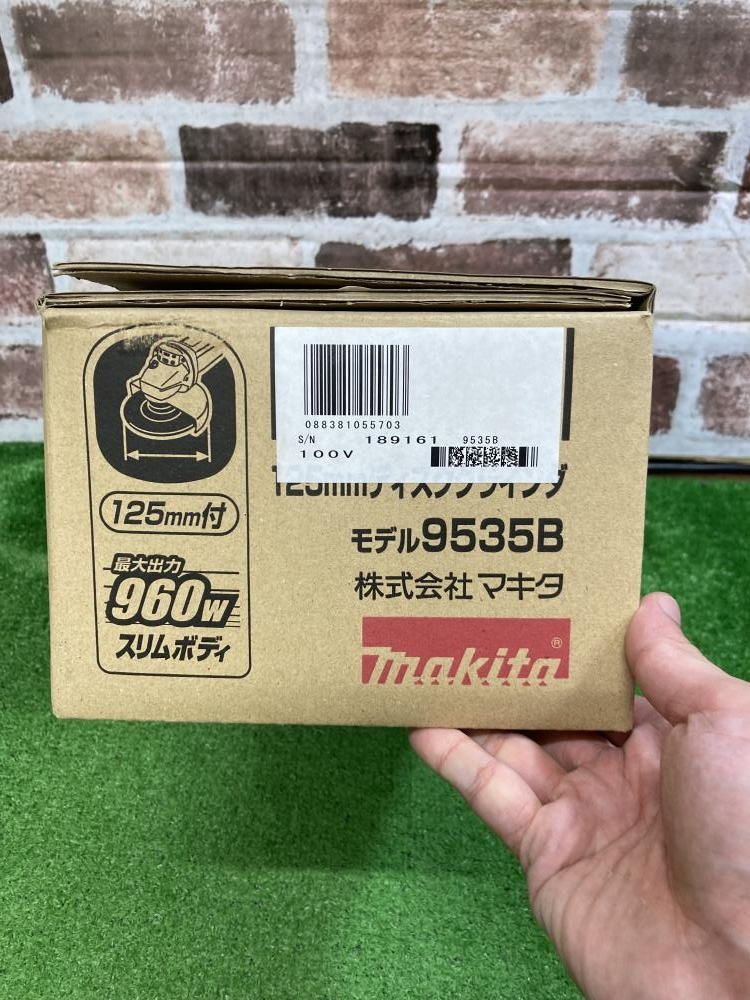 088381055703
S/N 189161 9535B
100V
125mmディスクグラインダ
モデル9535B
株式会社マキタ
makita®
125mm付
最大出力
960W
スリムボディ